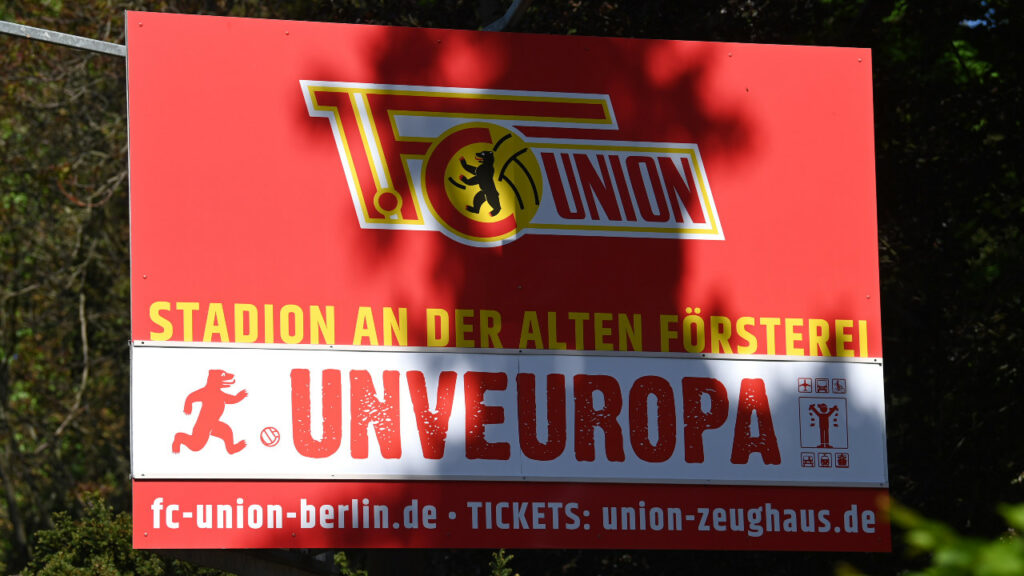 1.FC UNION
STADION AN DER ALTEN FÖRSTEREI
UNVEUROPA
fc-union-berlin.de · TICKETS: union-zeughaus.de